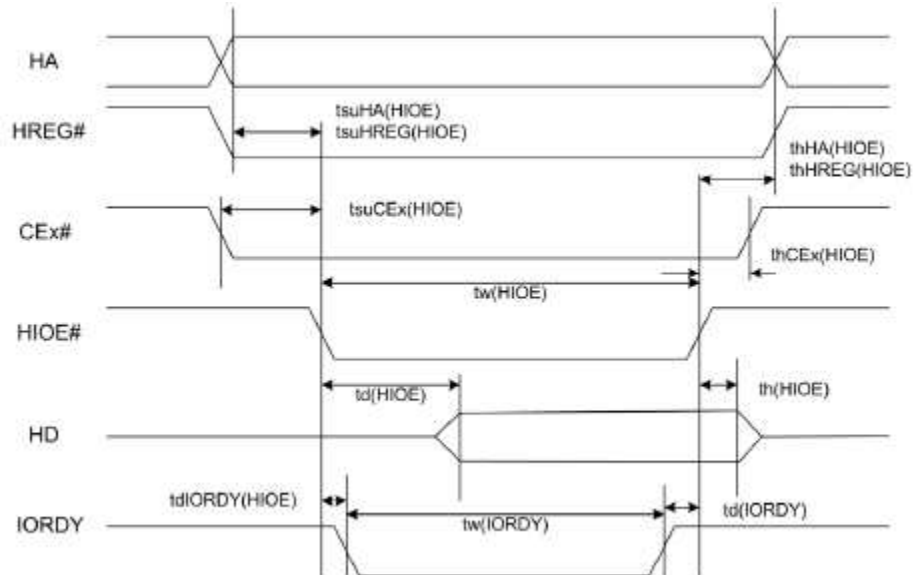 HA
HREG#
tsuHA(HIOE)
tsuHREG(HIOE)
thHA(HIOE)
thHREG(HIOE)
tsuCEx(HIOE)
CEx#
thCEx(HIOE)
tw(HIOE)
HIOE#
td(HIOE)
th(HIOE)
HD
tdIORDY(HIOE)
tw(IORDY)
td(IORDY)
IORDY